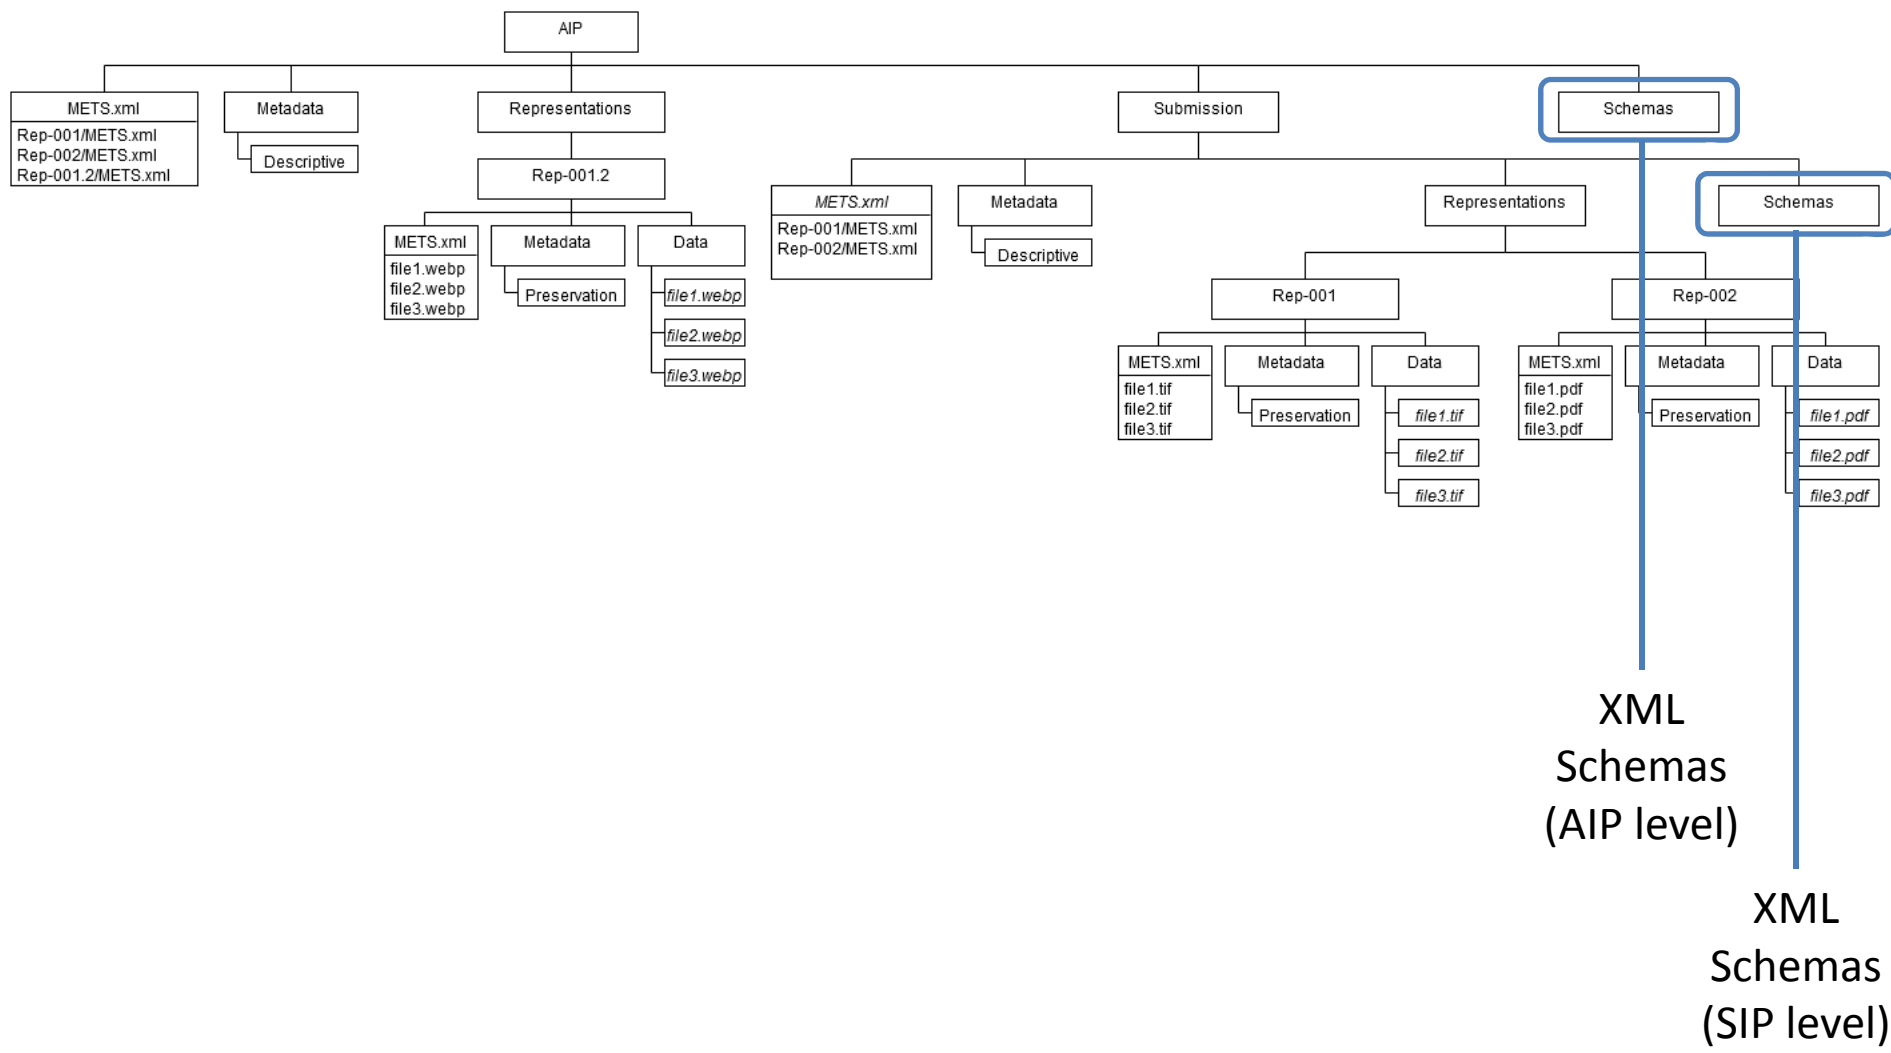 AIP
METS.xml
Rep-001/METS.xml
Rep-002/METS.xml
Rep-001.2/METS.xml
Metadata
Descriptive
Representations
Rep-001.2
METS.xml
file1.webp
file2.webp
file3.webp
Metadata
Preservation
Data
file1.webp
file2.webp
file3.webp
Submission
METS.xml
Rep-001/METS.xml
Rep-002/METS.xml
Metadata
Descriptive
Representations
Rep-001
METS.xml
file1.tif
file2.tif
file3.tif
Metadata
Preservation
Data
file1.tif
file2.tif
file3.tif
Rep-002
METS.xml
file1.pdf
file2.pdf
file3.pdf
Metadata
Preservation
Data
file1.pdf
file2.pdf
file3.pdf
Schemas
Schemas
XML
Schemas
(AIP level)
XML
Schemas
(SIP level)